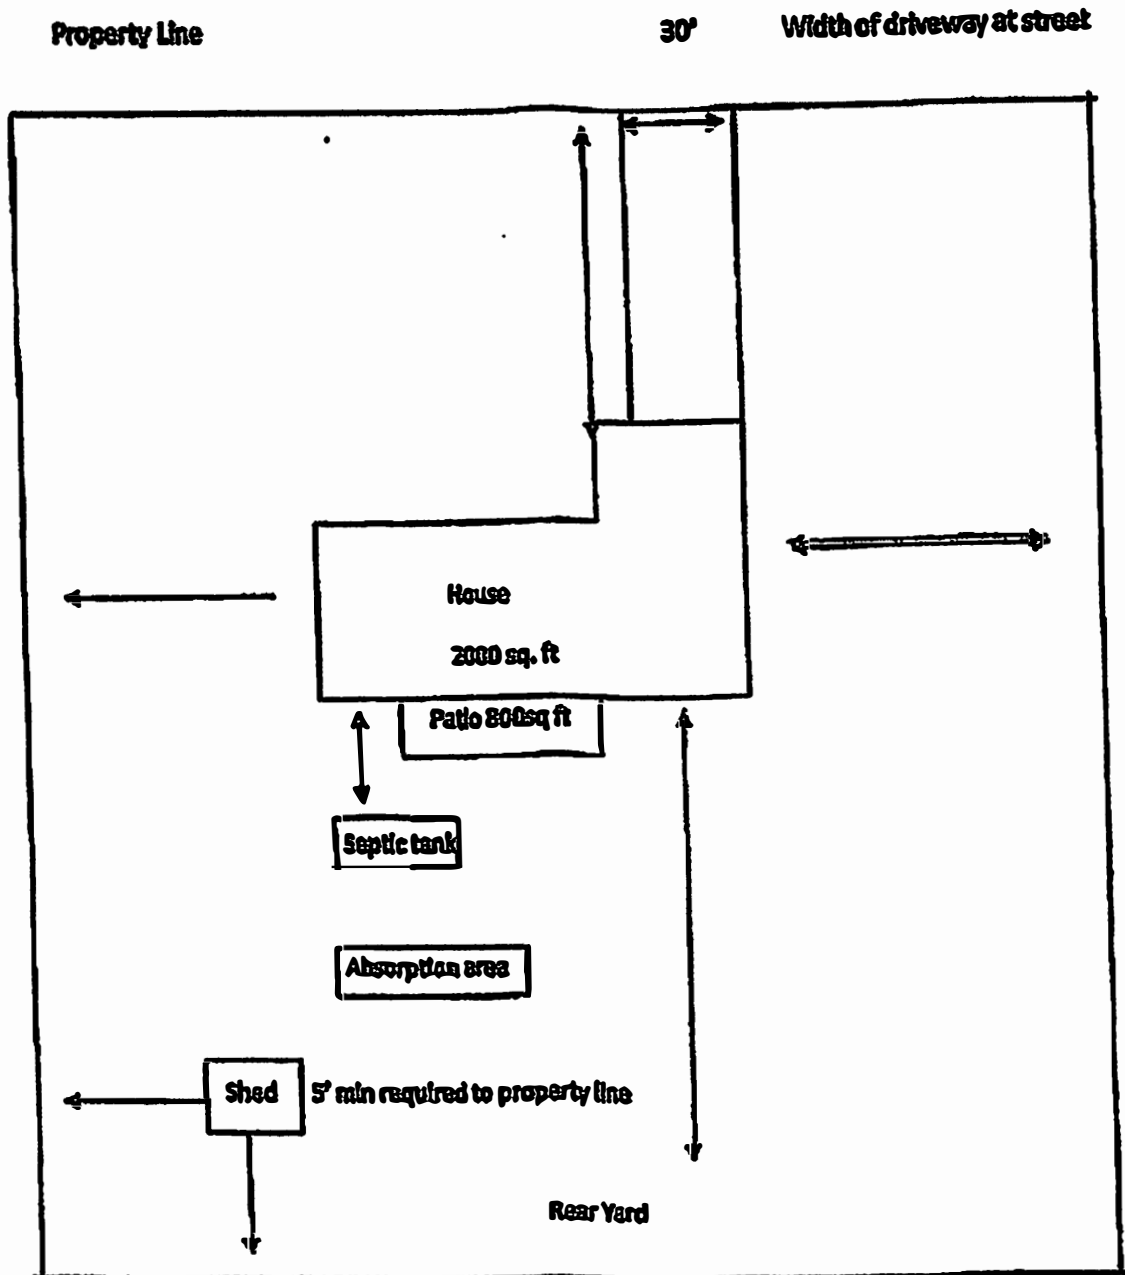 Property Line
30'
Width of driveway at street
House
2000 sq. ft
Patio 800sq ft
Septic tank
Absorption area
Shed
5' min required to property line
Rear Yard